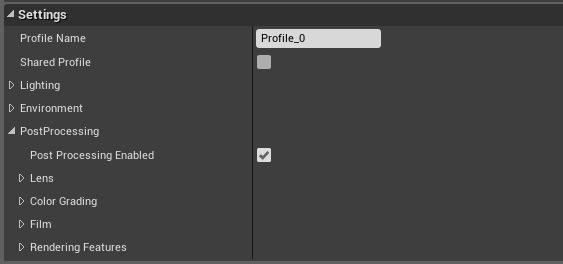 Settings
Profile Name Profile_0
Shared Profile
Lighting
Environment
PostProcessing
Post Processing Enabled
Lens
Color Grading
Film
Rendering Features